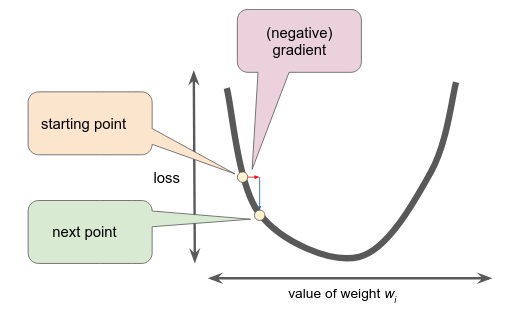 (negative)
gradient
starting point
loss
next point
value of weight wi